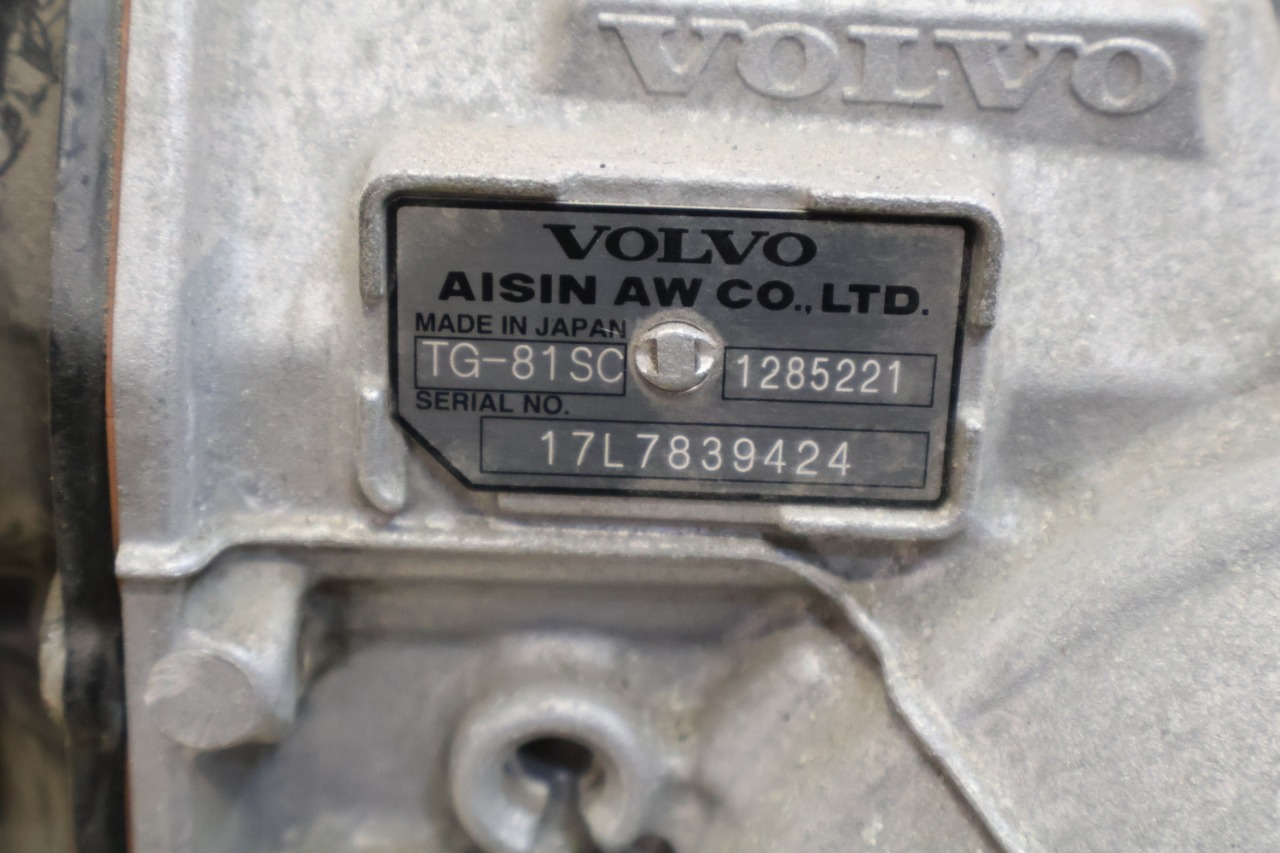 VOLVO
VOLVO
AISIN AW CO., LTD.
MADE IN JAPAN
TG-81SC 1285221
SERIAL NO.
17L7839424